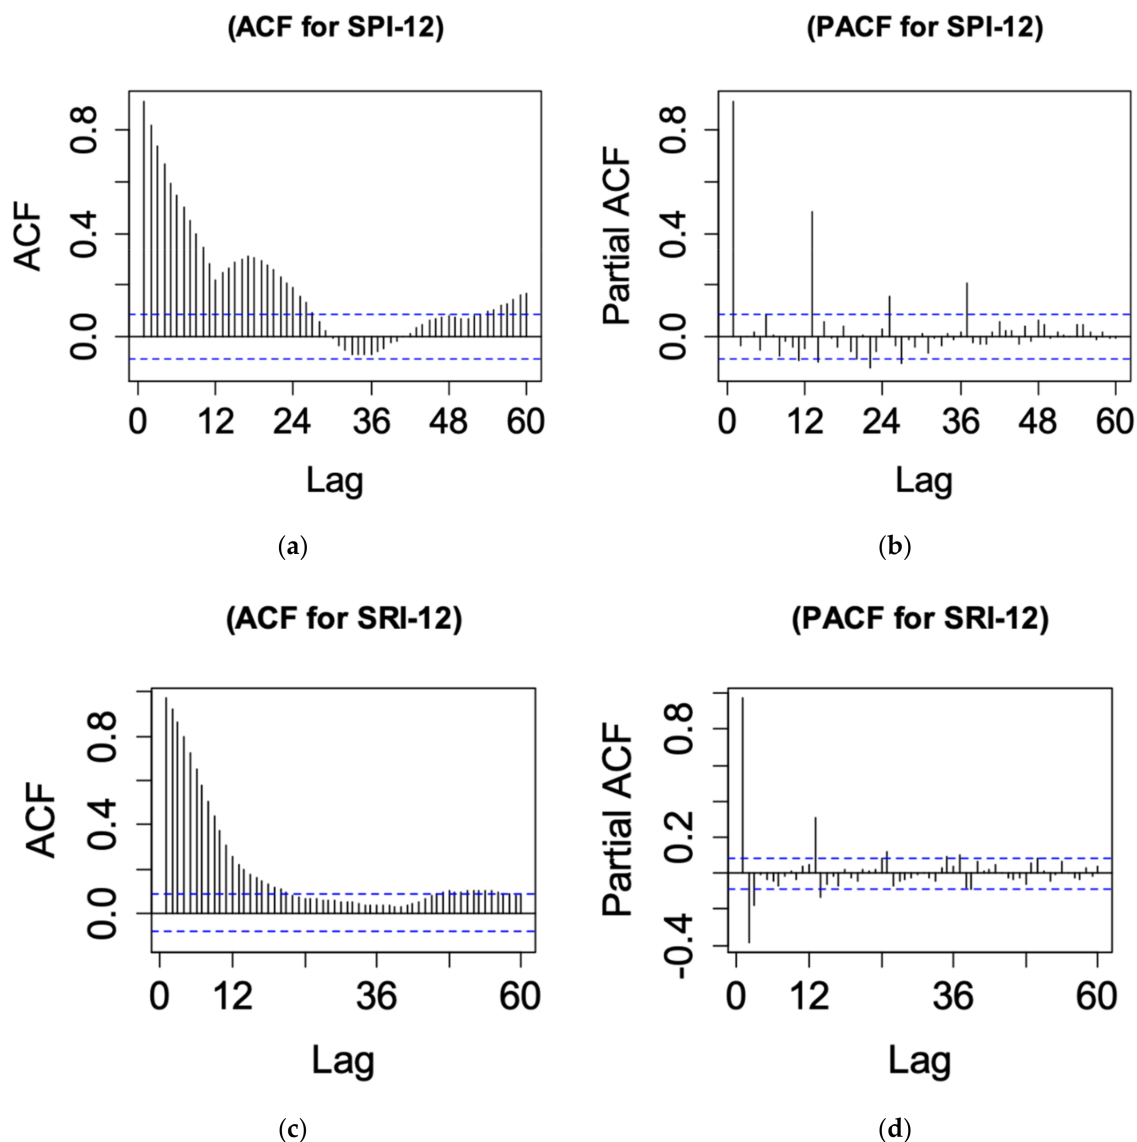 (ACF for SPI-12)
ACF
0.8
0.4
0.0
0 12 24 36 48 60
Lag
(a)
(PACF for SPI-12)
Partial ACF
0.8
0.4
0.0
0 12 24 36 48 60
Lag
(b)
(ACF for SRI-12)
ACF
0.8
0.4
0.0
0 12 36 60
Lag
(c)
(PACF for SRI-12)
Partial ACF
0.8
0.2
-0.4
0 12 36 60
Lag
(d)